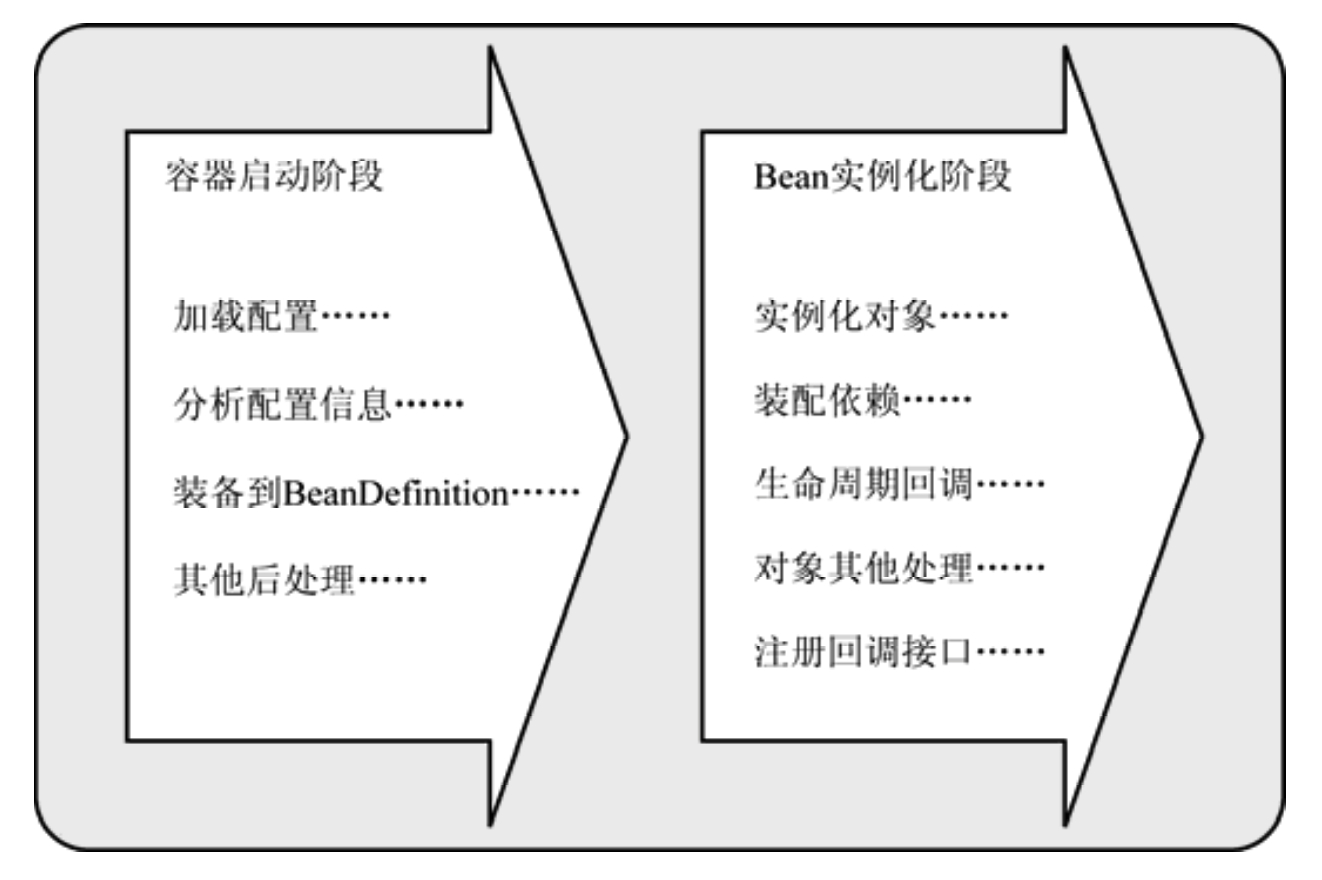 容器启动阶段
加载配置……
分析配置信息……
装备到BeanDefinition……
其他后处理……
Bean实例化阶段
实例化对象……
装配依赖……
生命周期回调……
对象其他处理……
注册回调接口……